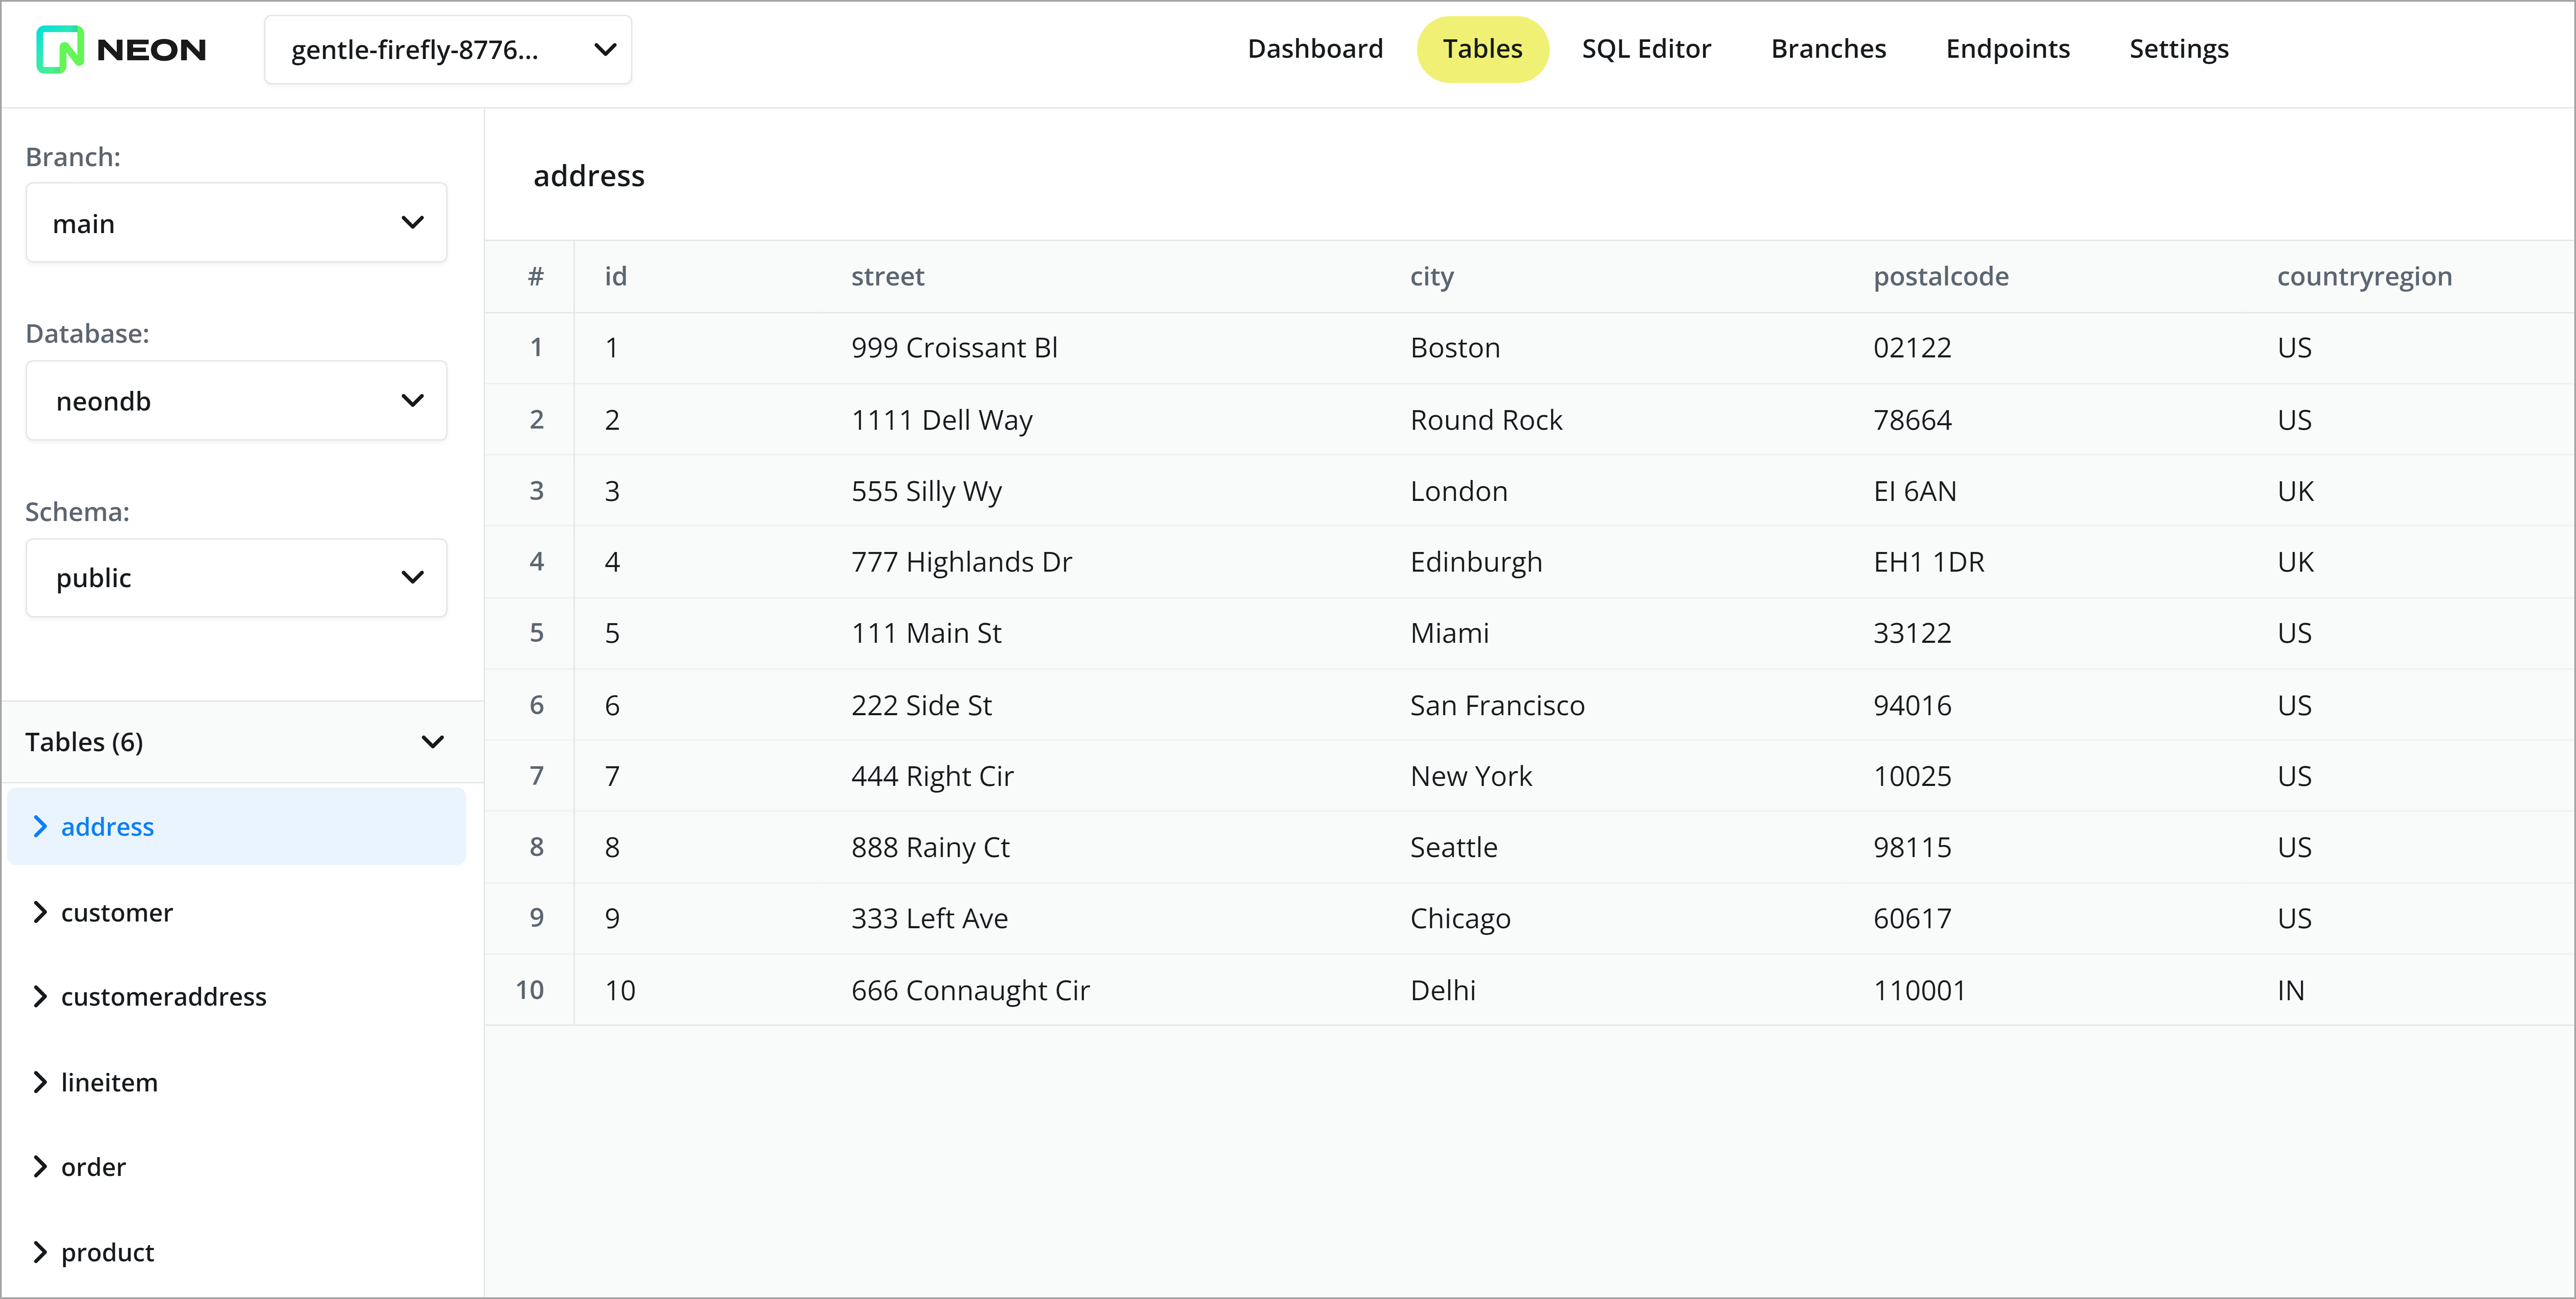 NEON gentle-firefly-8776... Dashboard Tables SQL Editor Branches Endpoints Settings
Branch:
main
Database:
neondb
Schema:
public
Tables (6)
address
customer
customeraddress
lineitem
order
product
address
# id street city postalcode countryregion
1 1 999 Croissant Bl Boston 02122 US
2 2 1111 Dell Way Round Rock 78664 US
3 3 555 Silly Wy London EI 6AN UK
4 4 777 Highlands Dr Edinburgh EH1 1DR UK
5 5 111 Main St Miami 33122 US
6 6 222 Side St San Francisco 94016 US
7 7 444 Right Cir New York 10025 US
8 8 888 Rainy Ct Seattle 98115 US
9 9 333 Left Ave Chicago 60617 US
10 10 666 Connaught Cir Delhi 110001 IN